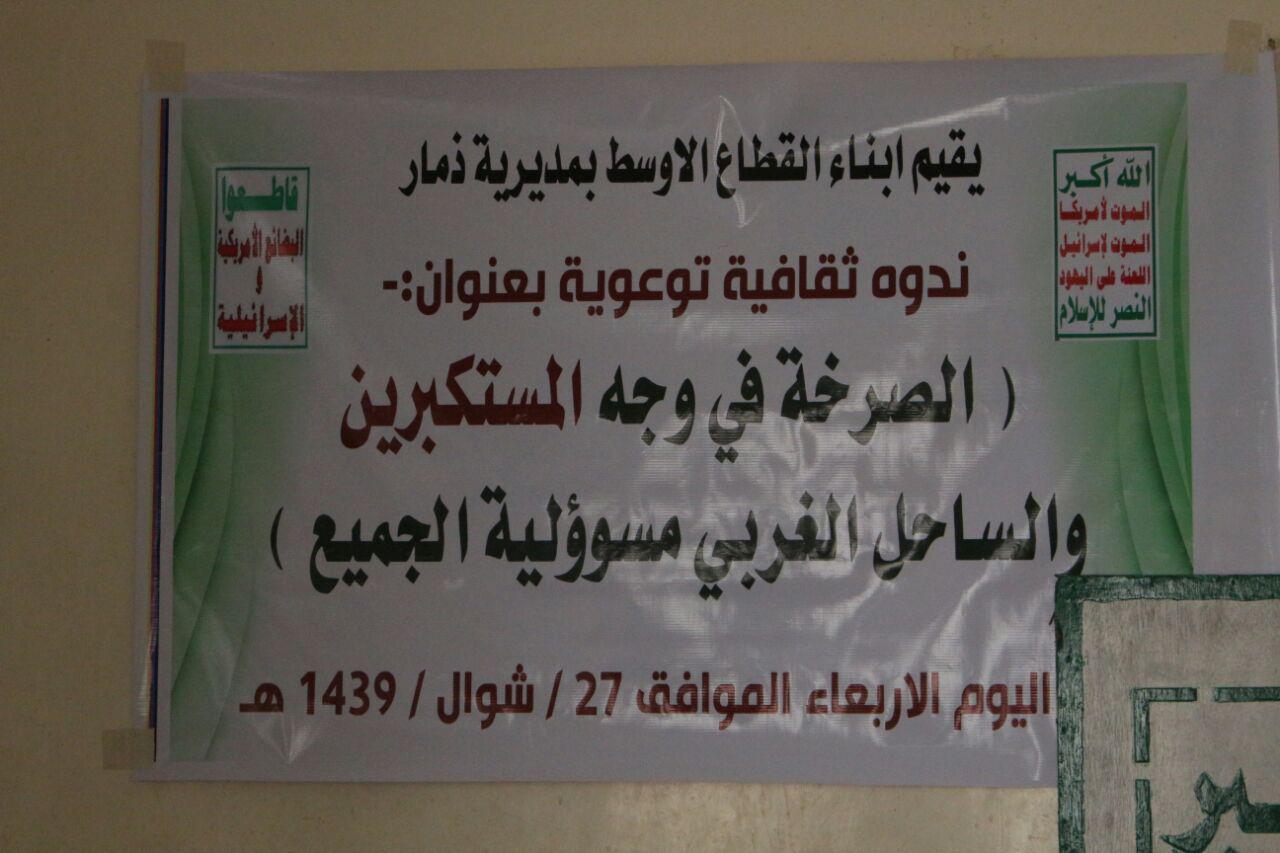 يقيم ابناء القطاع الاوسط بمديرية ذمار
ندوه ثقافية توعوية بعنوان:-
( الصرخة في وجه المستكبرين
والساحل الغربي مسوؤلية الجميع )
اليوم الاربعاء الموافق 27 / شوال / 1439 هـ
الله أكبر
الموت لأمريكا
الموت لإسرائيل
اللعنة على اليهود
النصر للإسلام
قاطعوا
البضائع الأمريكية
و
الإسرائيلية